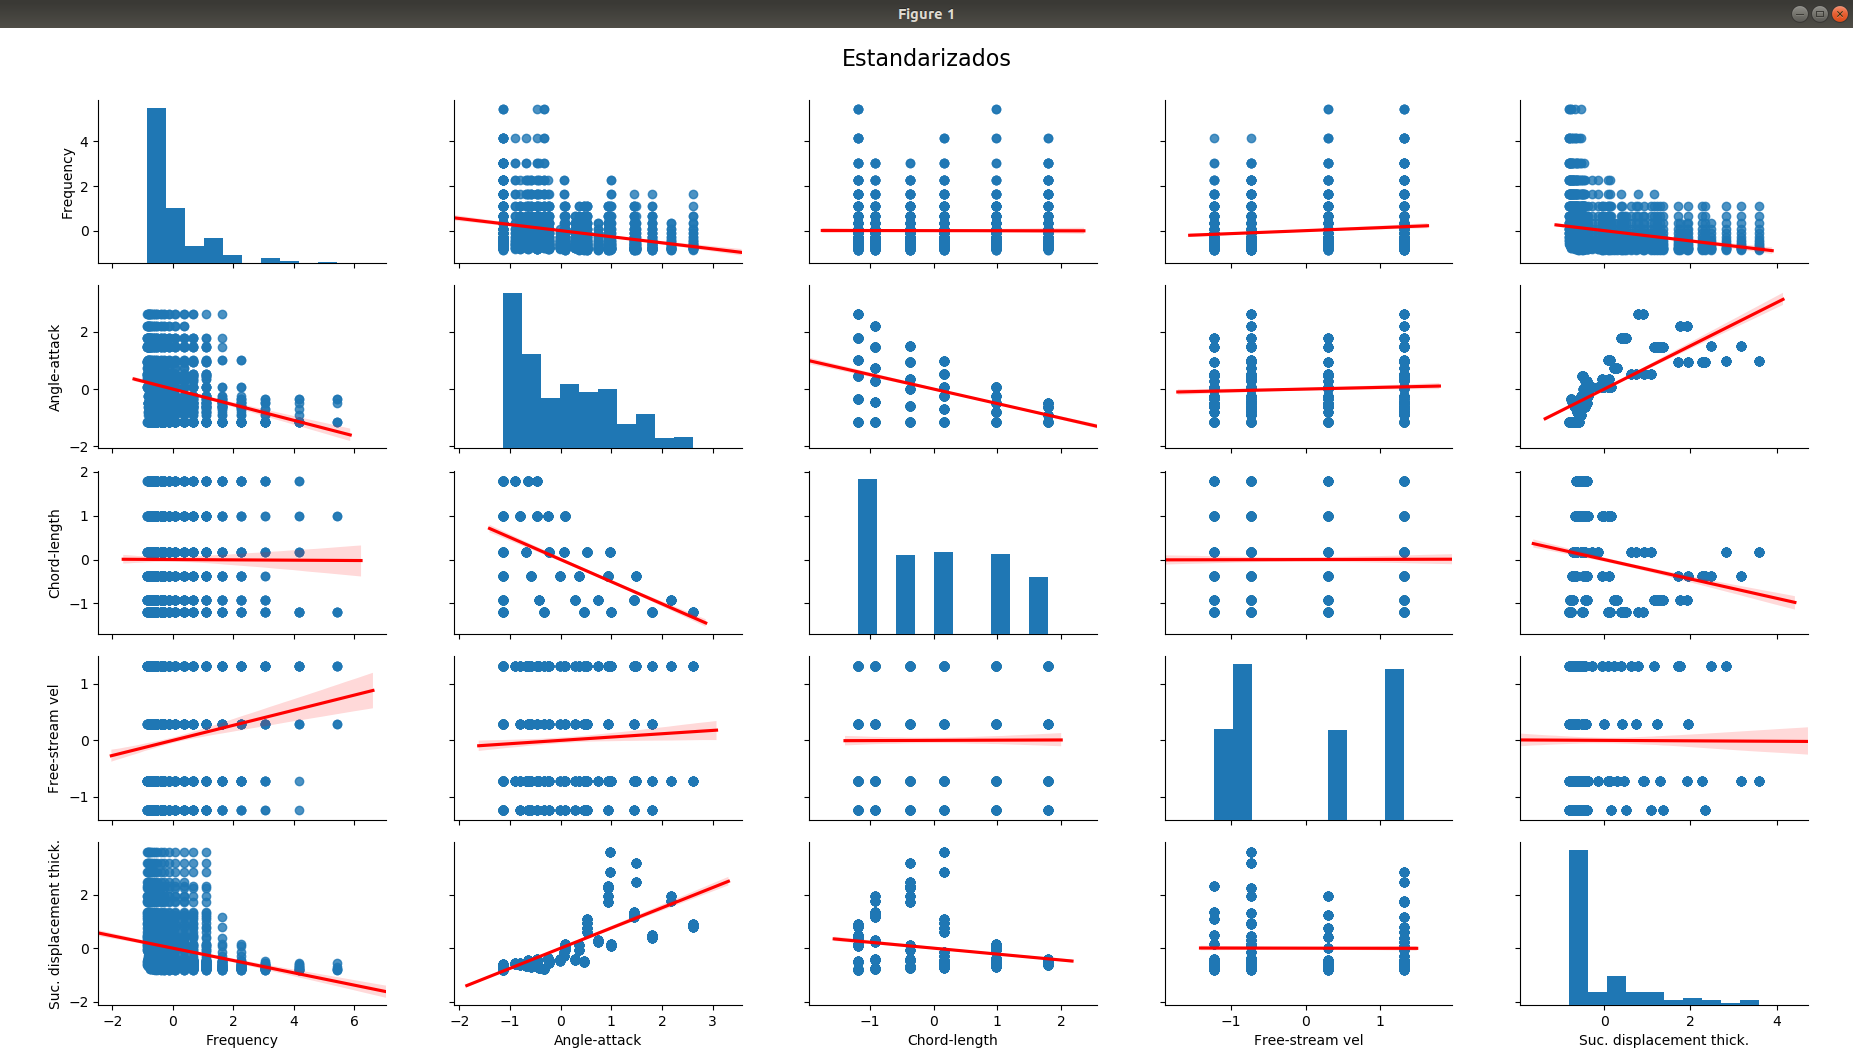 Figure 1
Estandarizados
Frequency
4
2
0
Angle-attack
2
0
−2
Chord-length
2
1
0
−1
Free-stream vel
1
0
−1
Suc. displacement thick.
2
0
−2
−2 0 2 4 6
−2 −1 0 1 2 3
−1 0 1 2
−1 0 1
0 2 4
Frequency
Angle-attack
Chord-length
Free-stream vel
Suc. displacement thick.